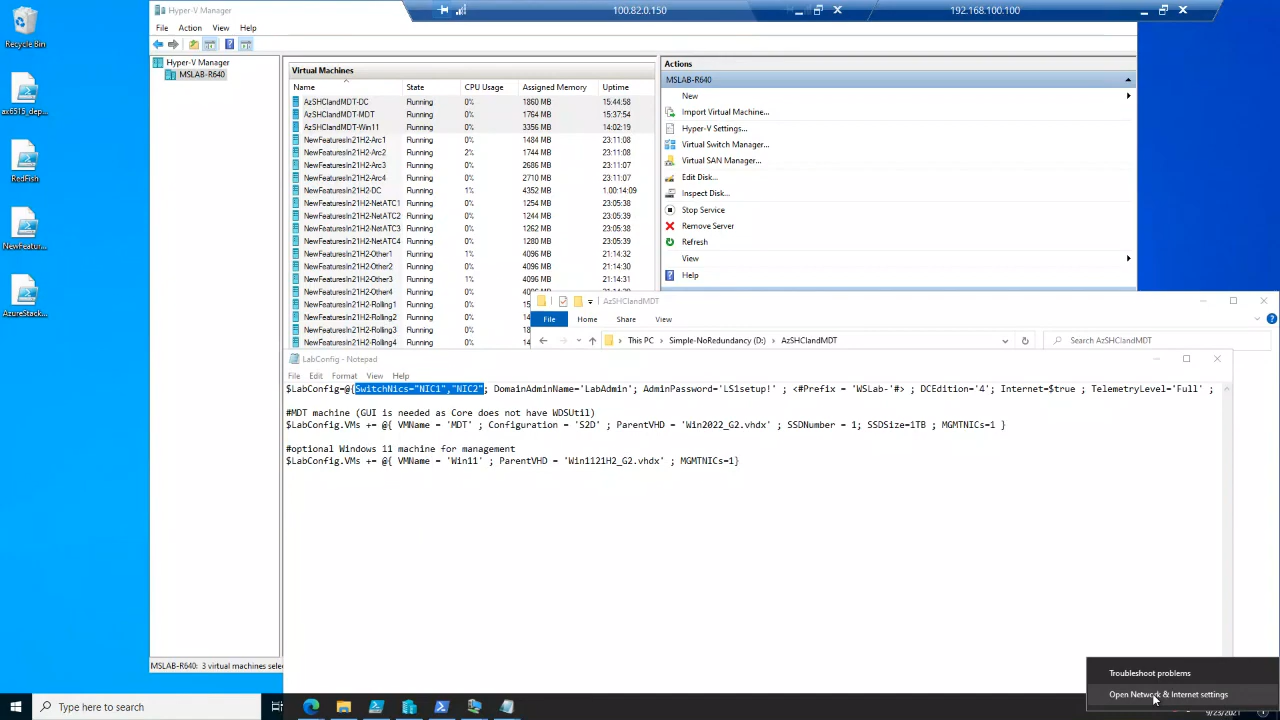 Recycle Bin
ax6515_depl...
RedFish
NewFeatur...
AzureStack...
Hyper-V Manager
100.82.0.150
192.168.100.100
File Action View Help
Hyper-V Manager
MSLAB-R640
Virtual Machines
Name State CPU Usage Assigned Memory Uptime
AzSHCIandMDT-DC Running 0% 1860 MB 15:44:58
AzSHCIandMDT-MDT Running 0% 1764 MB 15:37:54
AzSHCIandMDT-Win11 Running 0% 3356 MB 14:02:19
NewFeaturesIn21H2-Arc1 Running 0% 1484 MB 23:11:08
NewFeaturesIn21H2-Arc2 Running 2% 1744 MB 23:11:08
NewFeaturesIn21H2-Arc3 Running 0% 2686 MB 23:11:07
NewFeaturesIn21H2-Arc4 Running 0% 2710 MB 23:11:07
NewFeaturesIn21H2-DC Running 1% 4352 MB 1.00:14:09
NewFeaturesIn21H2-NetATC1 Running 0% 1254 MB 23:05:38
NewFeaturesIn21H2-NetATC2 Running 0% 1244 MB 23:05:39
NewFeaturesIn21H2-NetATC3 Running 0% 1262 MB 23:05:38
NewFeaturesIn21H2-NetATC4 Running 0% 1280 MB 23:05:39
NewFeaturesIn21H2-Other1 Running 1% 4096 MB 21:14:32
NewFeaturesIn21H2-Other2 Running 0% 4096 MB 21:14:30
NewFeaturesIn21H2-Other3 Running 1% 4096 MB 21:14:31
NewFeaturesIn21H2-Other4 Running 0% 4096 MB
NewFeaturesIn21H2-Rolling1 Running 0%
NewFeaturesIn21H2-Rolling2 Running 0%
NewFeaturesIn21H2-Rolling3 Running 0%
NewFeaturesIn21H2-Rolling4 Running 0%
Actions
MSLAB-R640
New
Import Virtual Machine...
Hyper-V Settings...
Virtual Switch Manager...
Virtual SAN Manager...
Edit Disk...
Inspect Disk...
Stop Service
Remove Server
Refresh
View
Help
AzSHCIandMDT
File Home Share View
This PC Simple-NoRedundancy (D:) AzSHCIandMDT
Search AzSHCIandMDT
LabConfig - Notepad
File Edit Format View Help
$LabConfig=@{SwitchNics="NIC1","NIC2"; DomainAdminName='LabAdmin'; AdminPassword='LS1setup!' ; <#Prefix = 'WSLab-'#> ; DCEdition='4'; Internet=$true ; TelemetryLevel='Full' ;
#MDT machine (GUI is needed as Core does not have WDSUtil)
$LabConfig.VMs += @{ VMName = 'MDT' ; Configuration = 'S2D' ; ParentVHD = 'Win2022_G2.vhdx' ; SSDNumber = 1; SSDSize=1TB ; MGMTNICs=1 }
#optional Windows 11 machine for management
$LabConfig.VMs += @{ VMName = 'Win11' ; ParentVHD = 'Win1121H2_G2.vhdx' ; MGMTNICs=1}
MSLAB-R640: 3 virtual machines sele
Troubleshoot problems
Open Network & Internet settings
Type here to search
9/23/2021